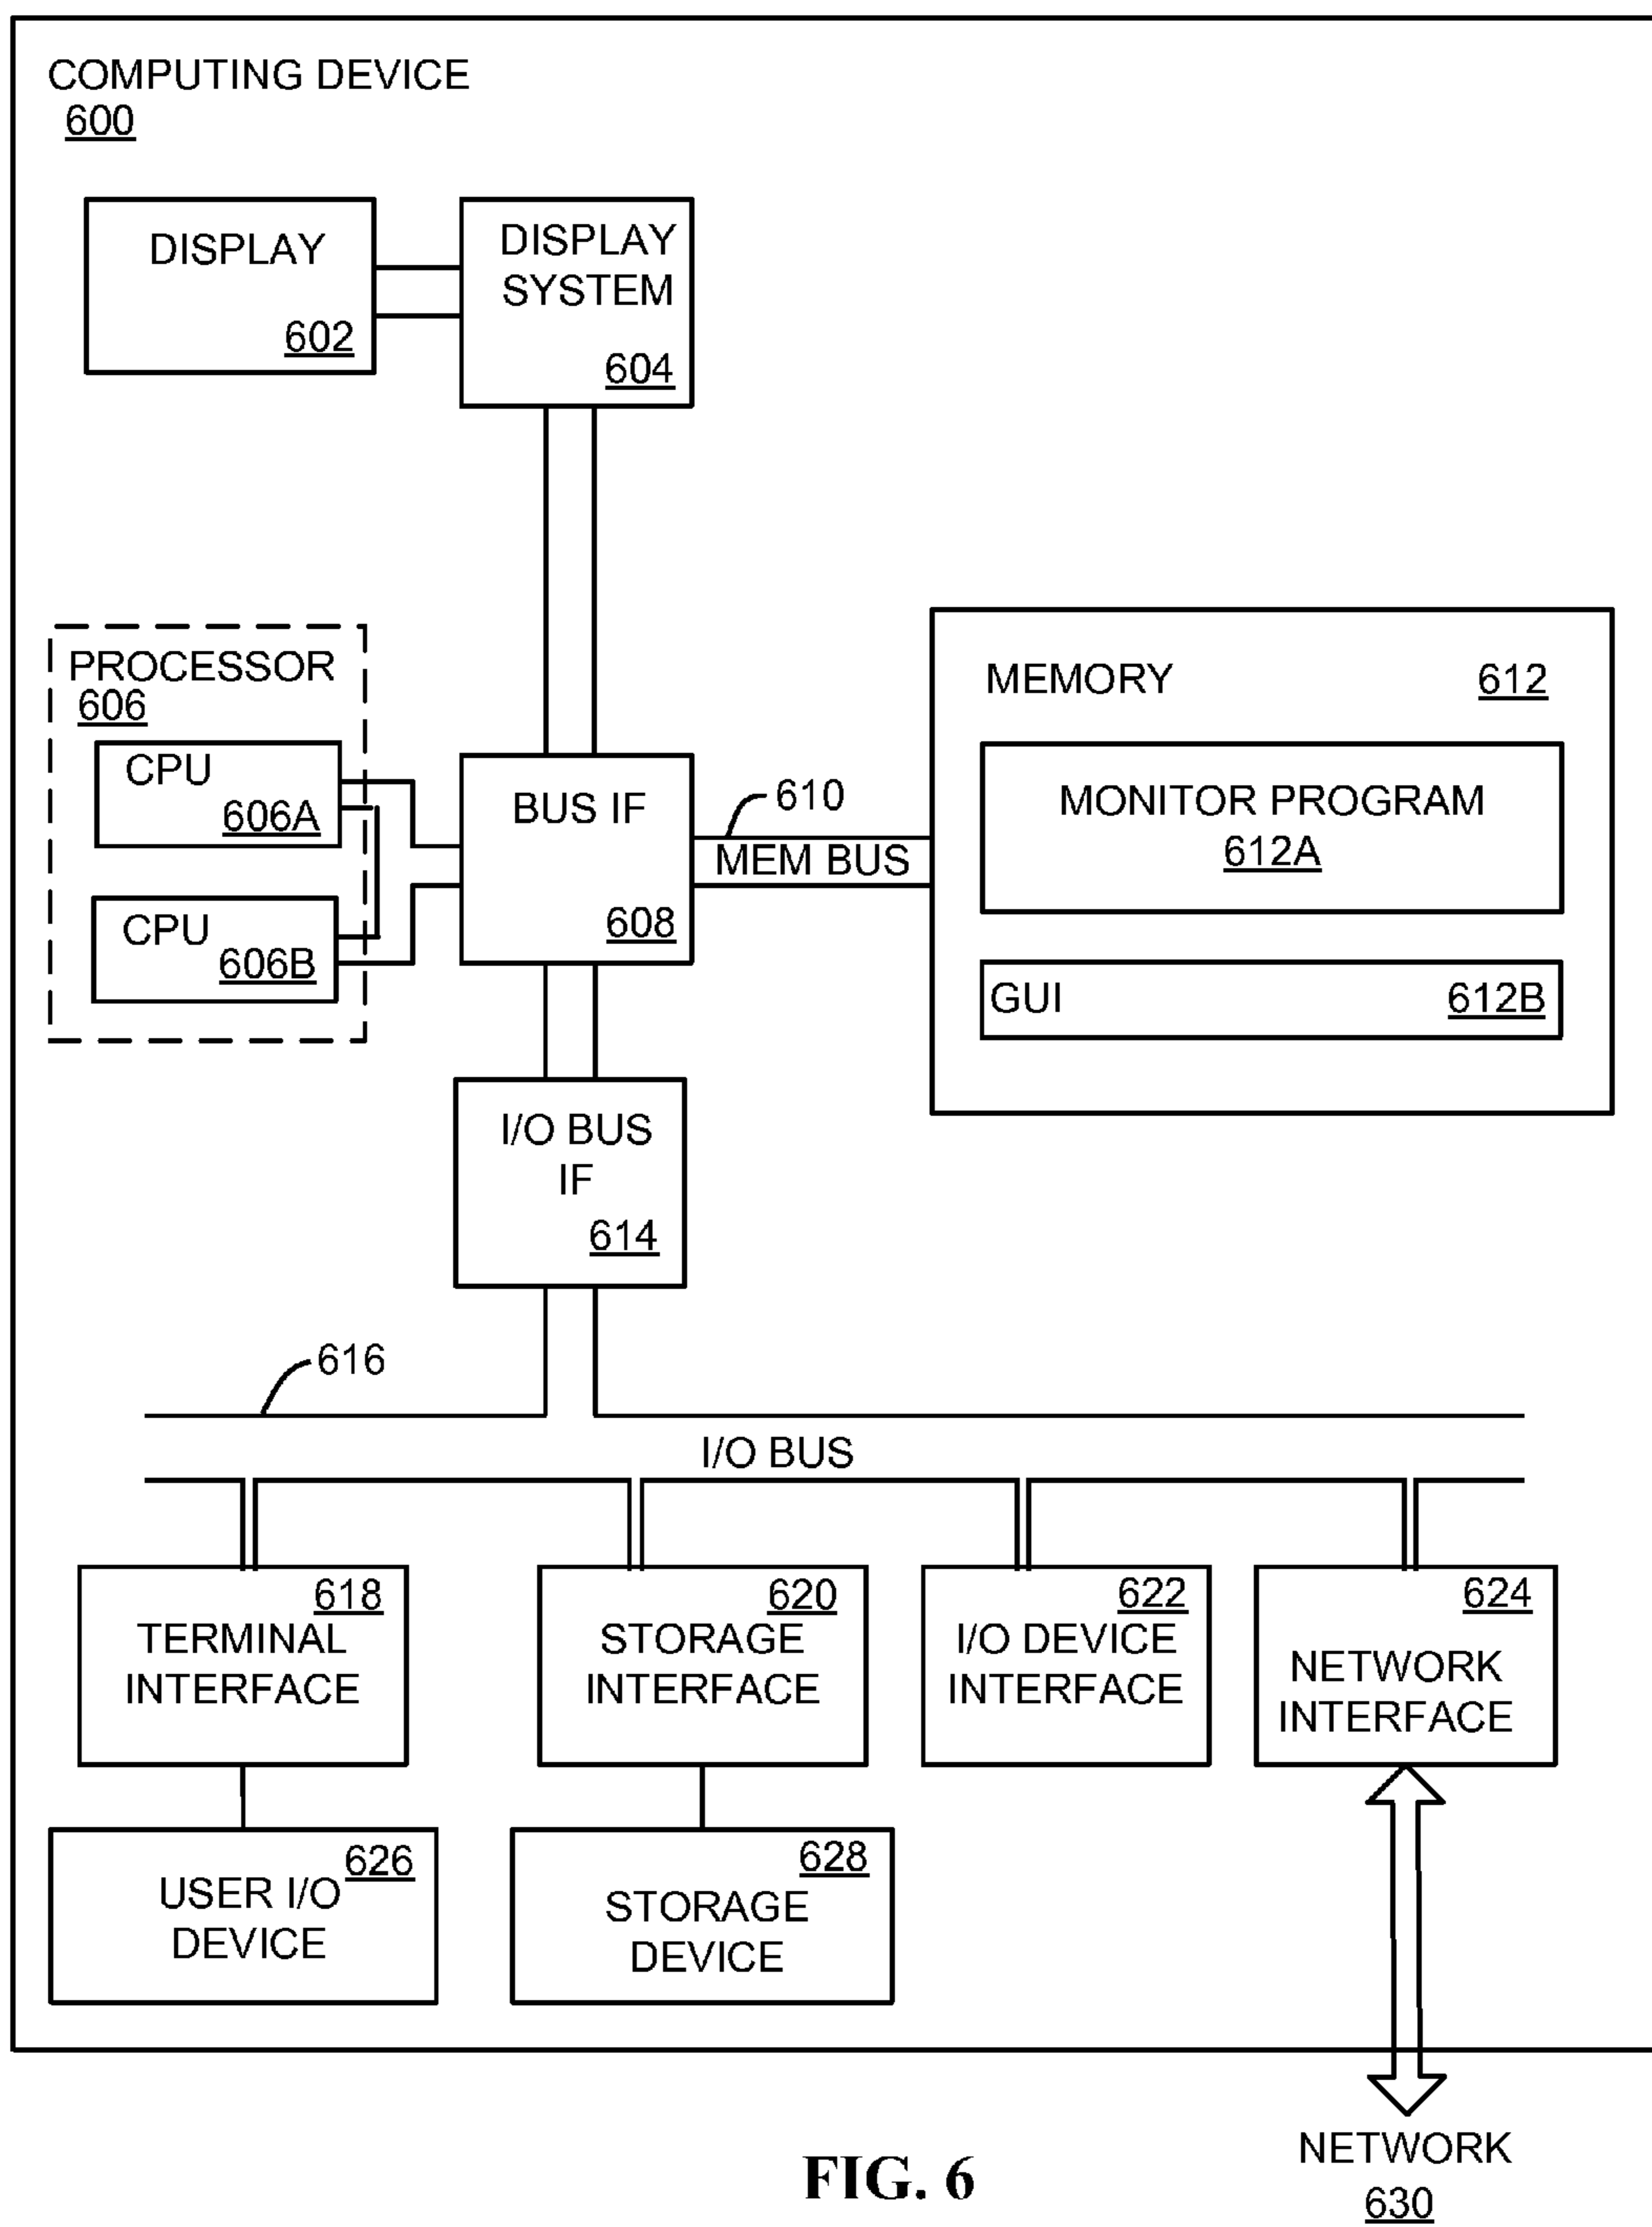 COMPUTING DEVICE
600
DISPLAY
602
DISPLAY
SYSTEM
604
PROCESSOR
606
CPU
606A
CPU
606B
BUS IF
608
610
MEM BUS
MEMORY 612
MONITOR PROGRAM
612A
GUI 612B
I/O BUS
IF
614
616
I/O BUS
618
TERMINAL
INTERFACE
620
STORAGE
INTERFACE
622
I/O DEVICE
INTERFACE
624
NETWORK
INTERFACE
626
USER I/O
DEVICE
628
STORAGE
DEVICE
NETWORK
630
FIG. 6